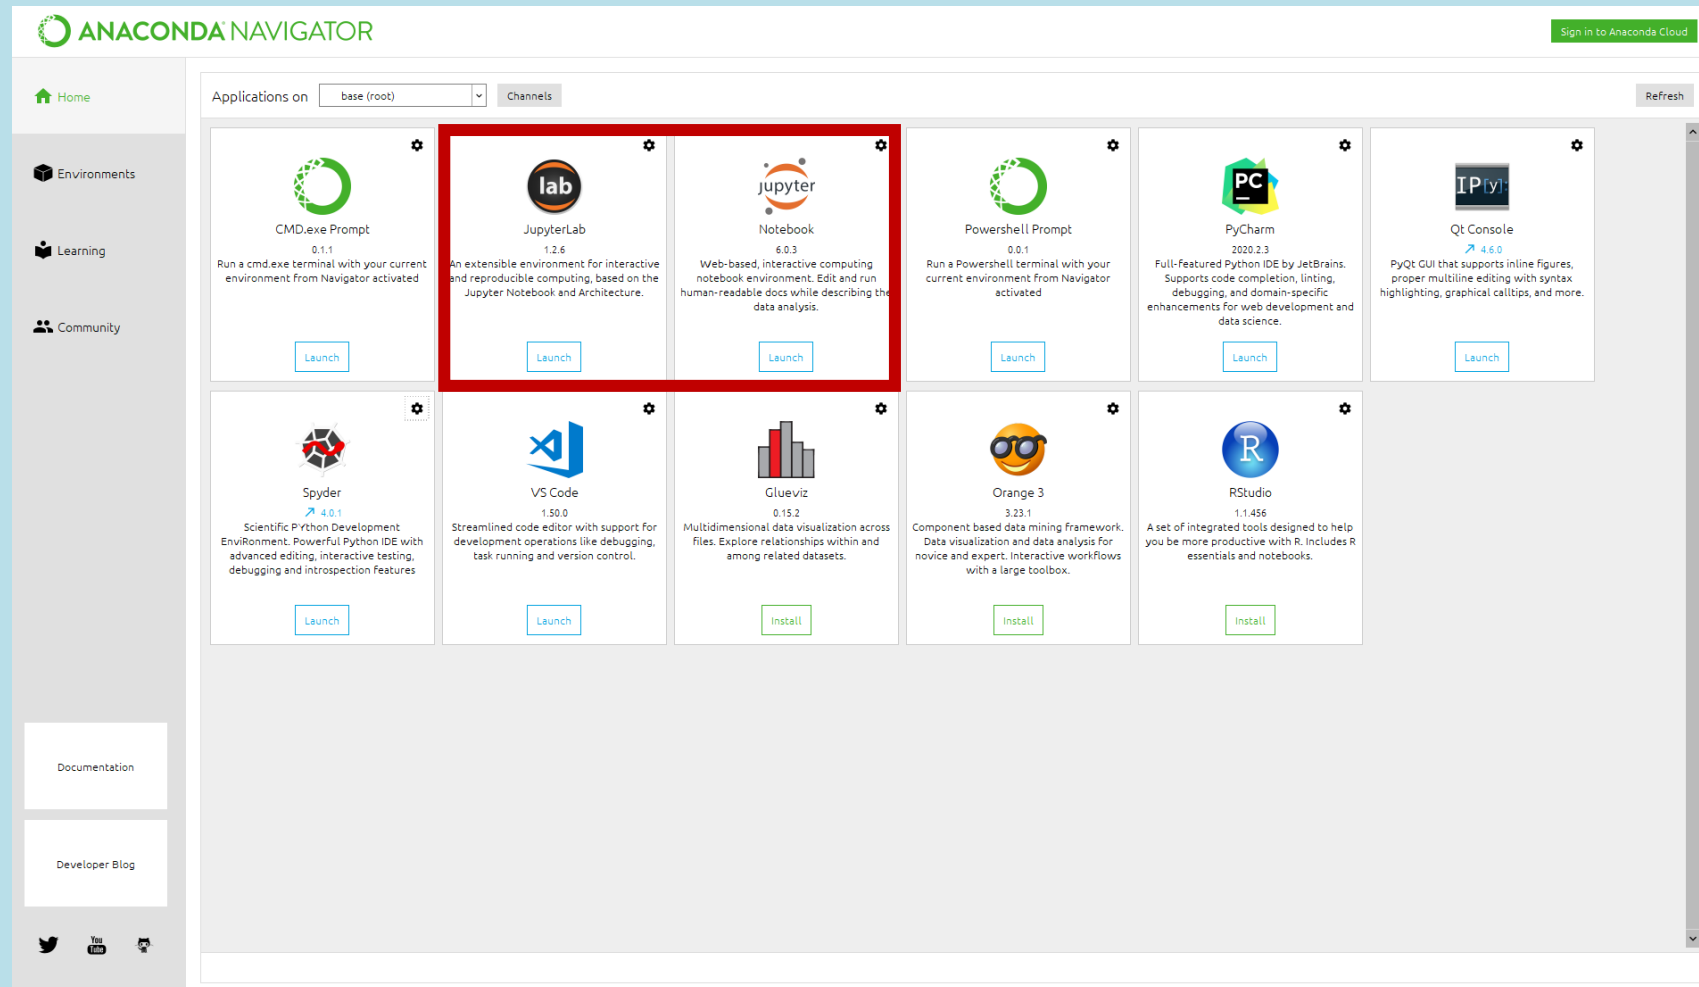 ANACONDA NAVIGATOR
Sign in to Anaconda Cloud
Home
Environments
Learning
Community
Documentation
Developer Blog
You
Tube
Applications on
base (root)
Channels
Refresh
CMD.exe Prompt
0.1.1
Run a cmd.exe terminal with your current
environment from Navigator activated
Launch
lab
JupyterLab
1.2.6
An extensible environment for interactive
and reproducible computing, based on the
Jupyter Notebook and Architecture.
Launch
jupyter
Notebook
6.0.3
Web-based, interactive computing
notebook environment. Edit and run
human-readable docs while describing the
data analysis.
Launch
Powershell Prompt
0.0.1
Run a Powershell terminal with your
current environment from Navigator
activated
Launch
PC
PyCharm
2020.2.3
Full-featured Python IDE by JetBrains.
Supports code completion, linting,
debugging, and domain-specific
enhancements for web development and
data science.
Launch
IP[y]:
Qt Console
4.6.0
PyQt GUI that supports inline figures,
proper multiline editing with syntax
highlighting, graphical calltips, and more.
Launch
Spyder
4.0.1
Scientific PYthon Development
EnviRonment. Powerful Python IDE with
advanced editing, interactive testing,
debugging and introspection features
Launch
VS Code
1.50.0
Streamlined code editor with support for
development operations like debugging,
task running and version control.
Launch
Glueviz
0.15.2
Multidimensional data visualization across
files. Explore relationships within and
among related datasets.
Install
Orange 3
3.23.1
Component based data mining framework.
Data visualization and data analysis for
novice and expert. Interactive workflows
with a large toolbox.
Install
R
RStudio
1.1.456
A set of integrated tools designed to help
you be more productive with R. Includes R
essentials and notebooks.
Install